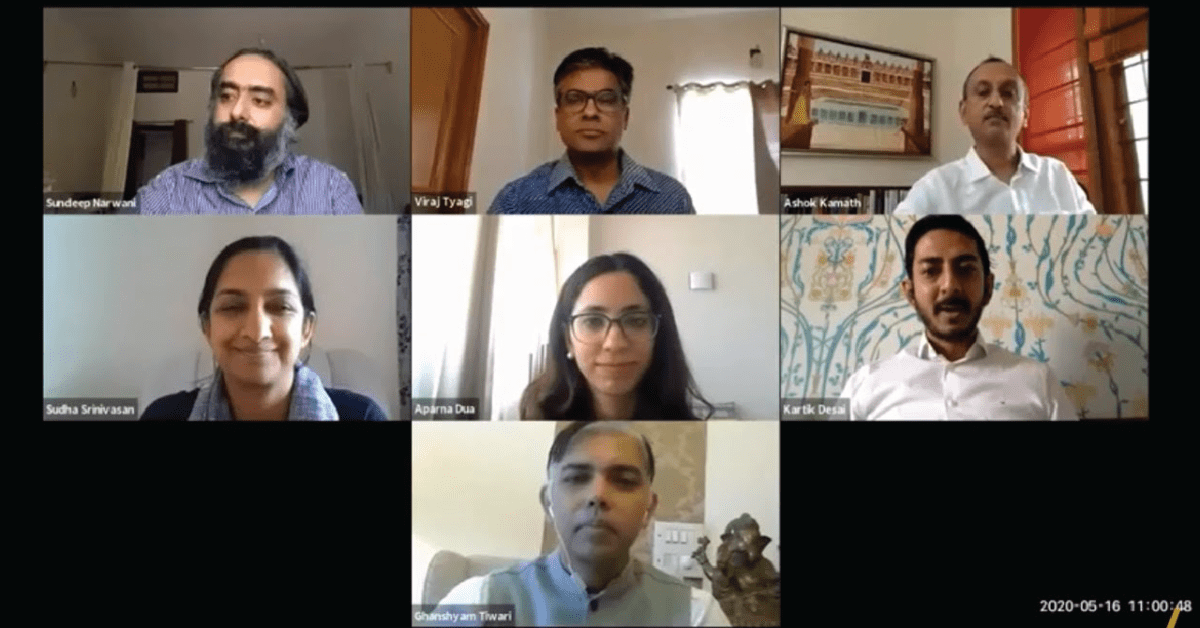 Sundeep Narwani
Viraj Tyagi
Ashok Kamath
Sudha Srinivasan
Aparna Dua
Kartik Desai
Ghanshyam Tiwari
2020-05-16 11:00:48